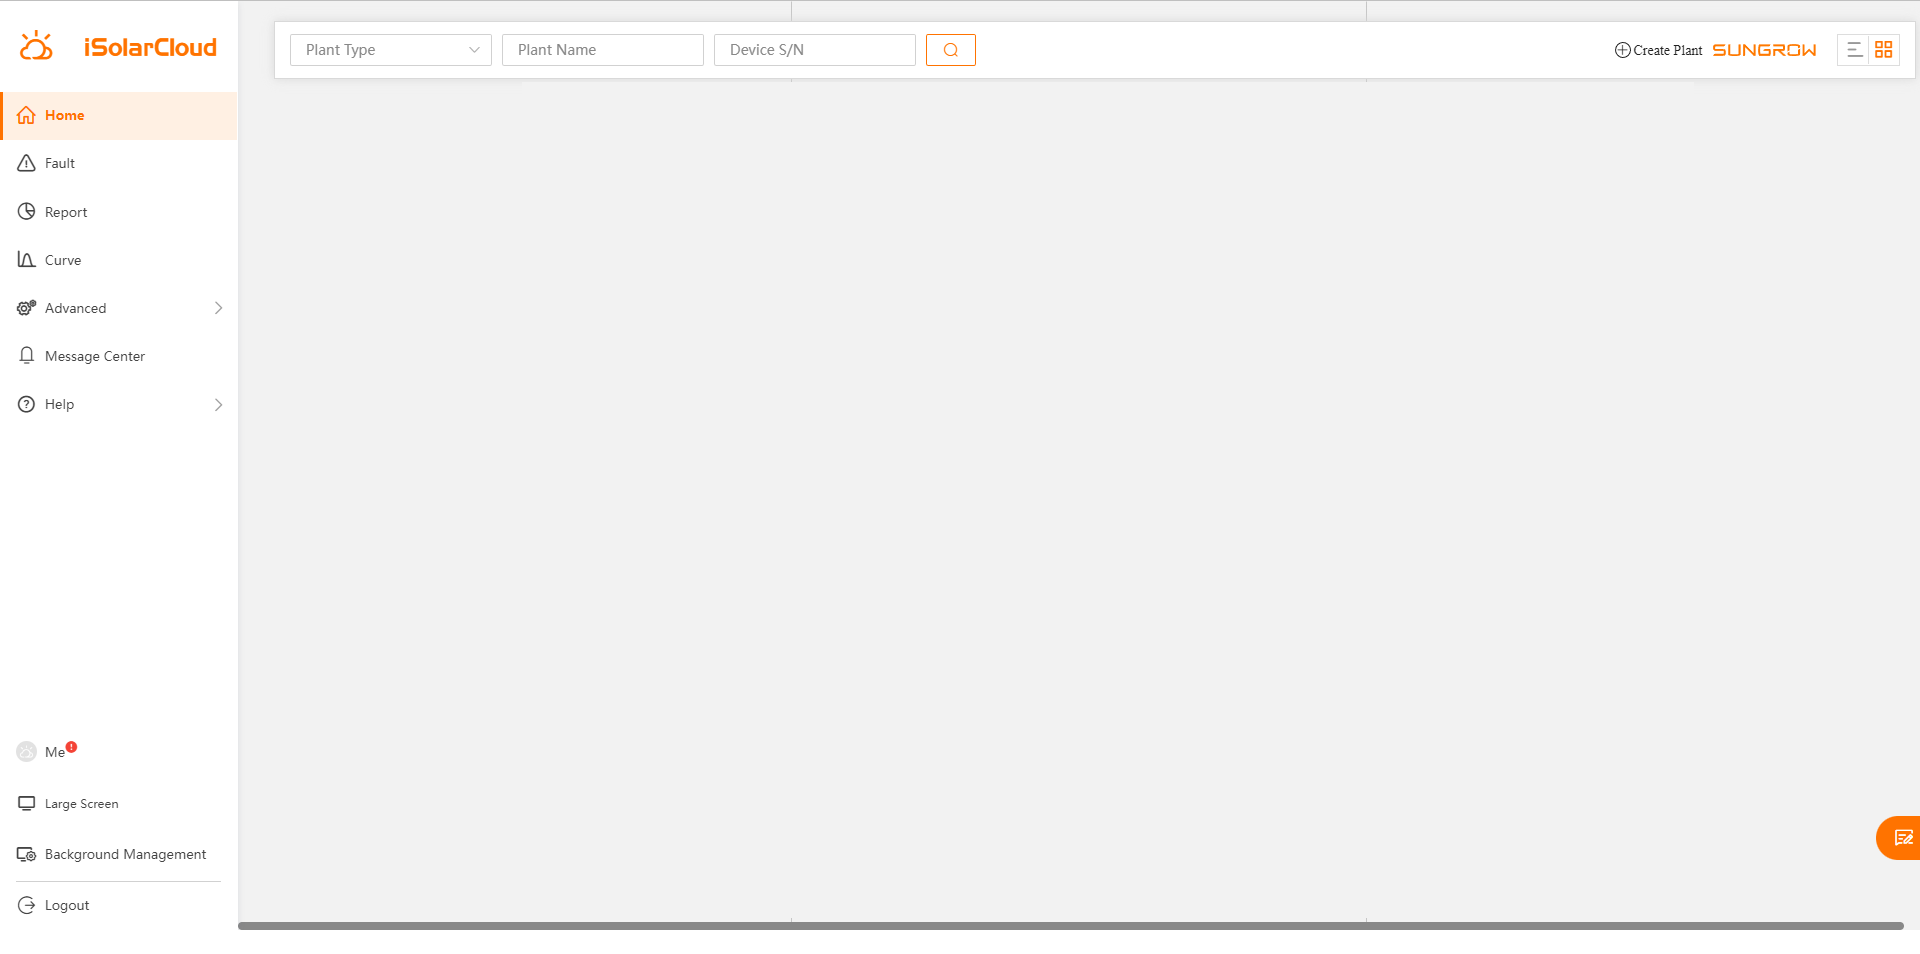 iSolarCloud
Plant Type
Plant Name
Device S/N
Create Plant
SUNGROW
Home
Fault
Report
Curve
Advanced
Message Center
Help
Me
Large Screen
Background Management
Logout